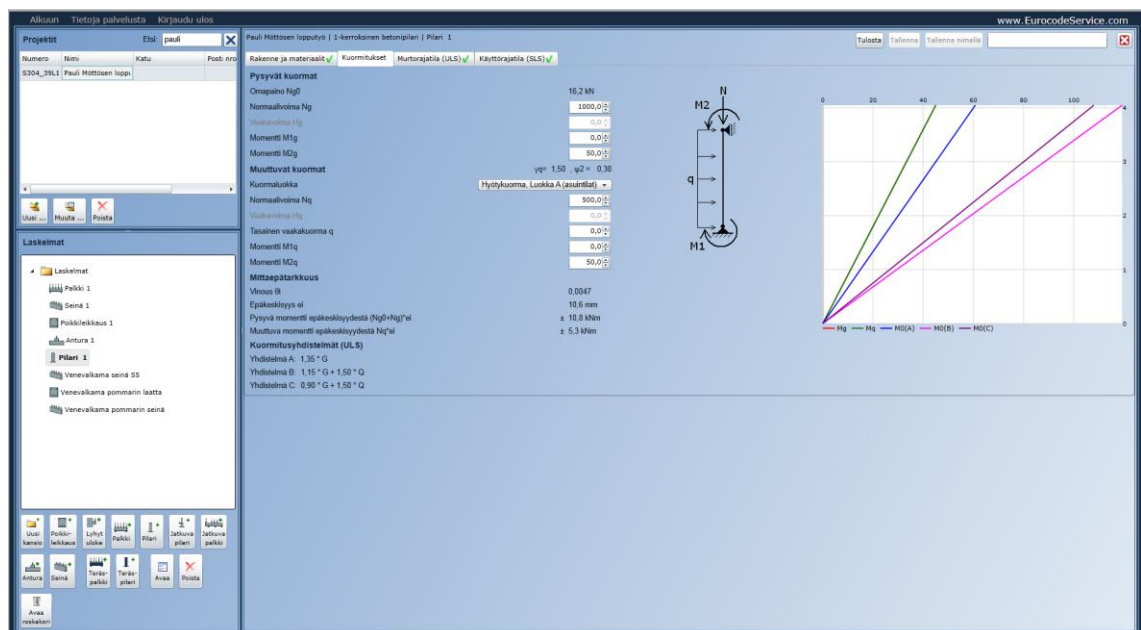 Alkuun Tietoja palvelusta Kirjaudu ulos
www.EurocodeService.com
Projektit Etsi: pauli
Numero Nimi Katu Posti nro
S304_39L1 Pauli Möttösen loppu
Uusi ... Muuta ... Poista
Laskelmat
Laskelmat
Palkki 1
Seinä 1
Poikkileikkaus 1
Antura 1
Pilari 1
Venevalkama seinä S5
Venevalkama pommarin laatta
Venevalkama pommarin seinä
Uusi kansio
Poikki-leikkaus
Lyhyt uloke
Palkki
Pilari
Jatkuva pilari
Jatkuva palkki
Antura
Seinä
Teräs-palkki
Teräs-pilari
Avaa
Poista
Avaa roskakori
Pauli Möttösen lopputyö | 1-kerroksinen betonipilari | Pilari 1
Tulosta Tallenna Tallenna nimellä
Rakenne ja materiaalit Kuormitukset Murtorajatila (ULS) Käyttörajatila (SLS)
Pysyvät kuormat
Omapaino Ng0 16,2 kN
Normaalivoima Ng 1000,0
Vaakavoima Hg 0,0
Momentti M1g 0,0
Momentti M2g 50,0
Muuttuvat kuormat γq= 1,50 , ψ2 = 0,30
Kuormaluokka Hyötykuorma, Luokka A (asuintilat)
Normaalivoima Nq 500,0
Vaakavoima Hq 0,0
Tasainen vaakakuorma q 0,0
Momentti M1q 0,0
Momentti M2q 50,0
Mittaepätarkkuus
Vinous θi 0,0047
Epäkeskisyys ei 10,6 mm
Pysyvä momentti epäkeskisyydestä (Ng0+Ng)*ei ± 10,8 kNm
Muuttuva momentti epäkeskisyydestä Nq*ei ± 5,3 kNm
Kuormitusyhdistelmät (ULS)
Yhdistelmä A: 1,35 * G
Yhdistelmä B: 1,15 * G + 1,50 * Q
Yhdistelmä C: 0,90 * G + 1,50 * Q
N
M2
q
M1
0 20 40 60 80 100
4
3
2
1
0
Mg Mq M0(A) M0(B) M0(C)